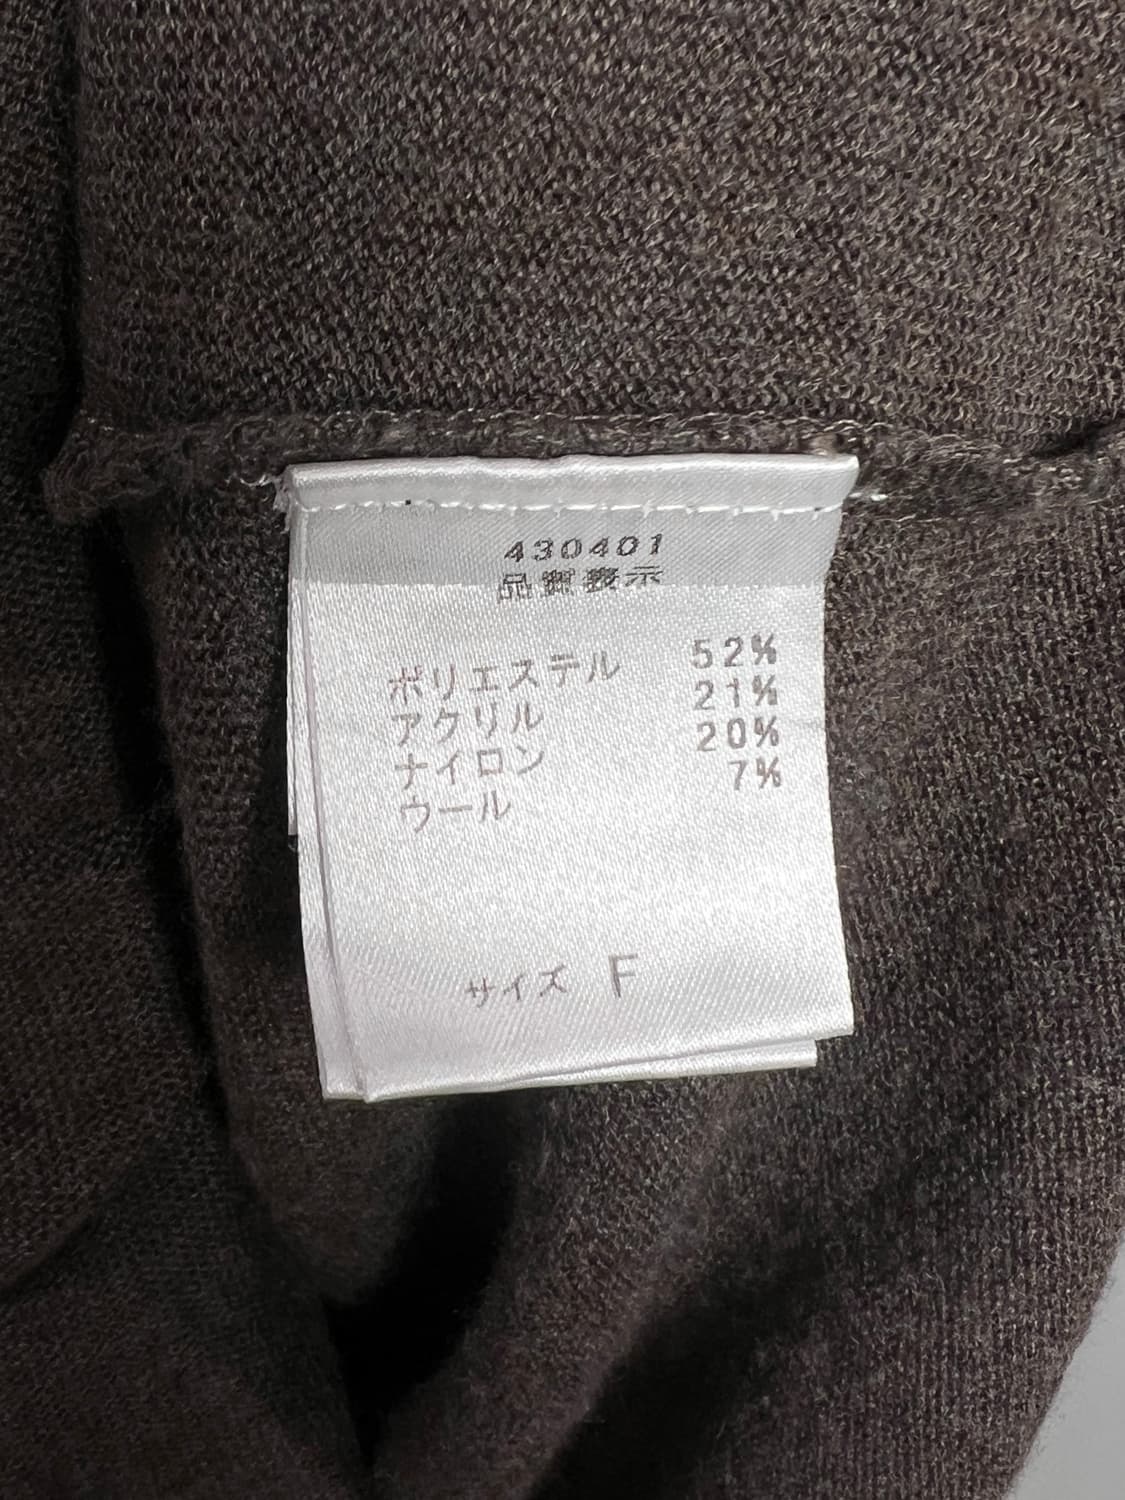 430401
品質表示
ポリエステル 52%
アクリル 21%
ナイロン 20%
ウール 7%
サイズ F